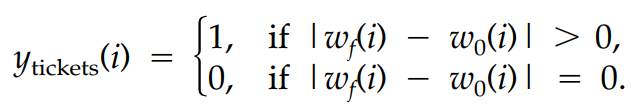 y_tickets(i) = { 1, if |w_f(i) − w_0(i)| > 0,
0, if |w_f(i) − w_0(i)| = 0.